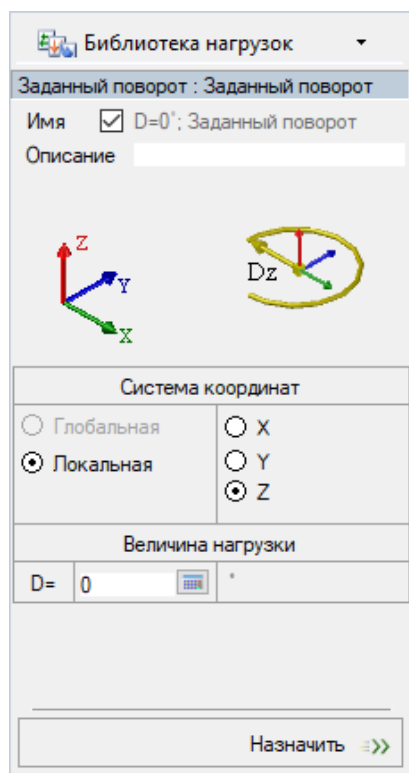 Библиотека нагрузок
Заданный поворот : Заданный поворот
Имя D=0°; Заданный поворот
Описание
Z
Y
X
Dz
Система координат
Глобальная X
Локальная Y
Z
Величина нагрузки
D= 0 °
Назначить